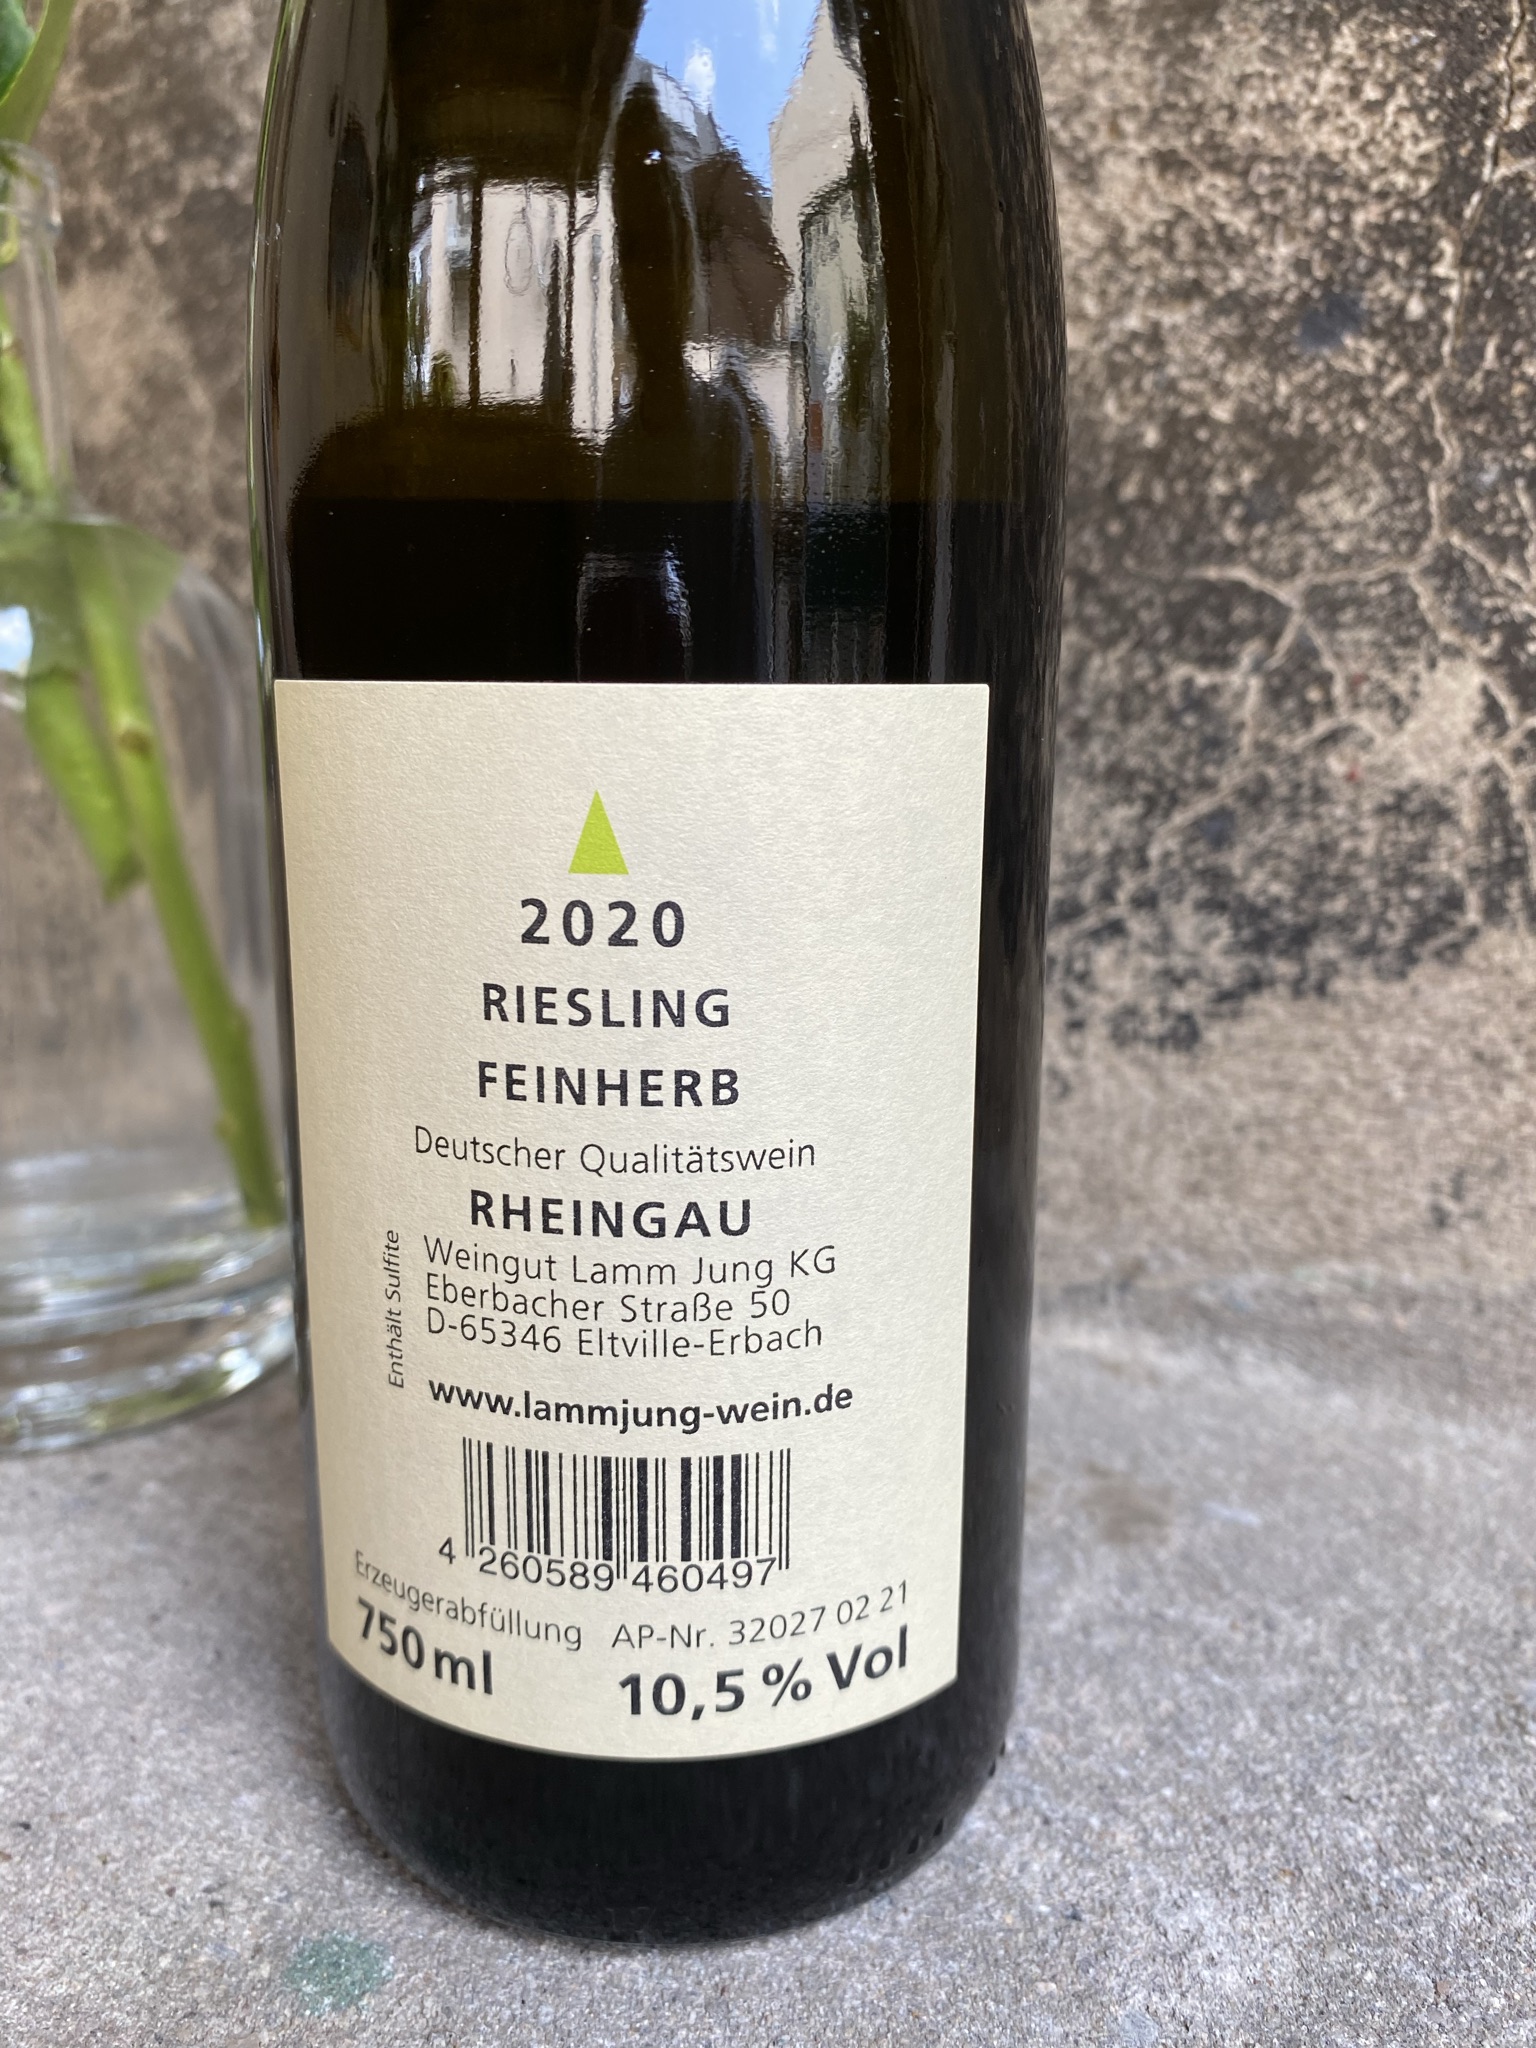 2020
RIESLING
FEINHERB
Deutscher Qualitätswein
RHEINGAU
Weingut Lamm Jung KG
Eberbacher Straße 50
D-65346 Eltville-Erbach
Enthält Sulfite
www.lammjung-wein.de
4 260589 460497
Erzeugerabfüllung AP-Nr. 32027 02 21
750 ml 10,5 % Vol